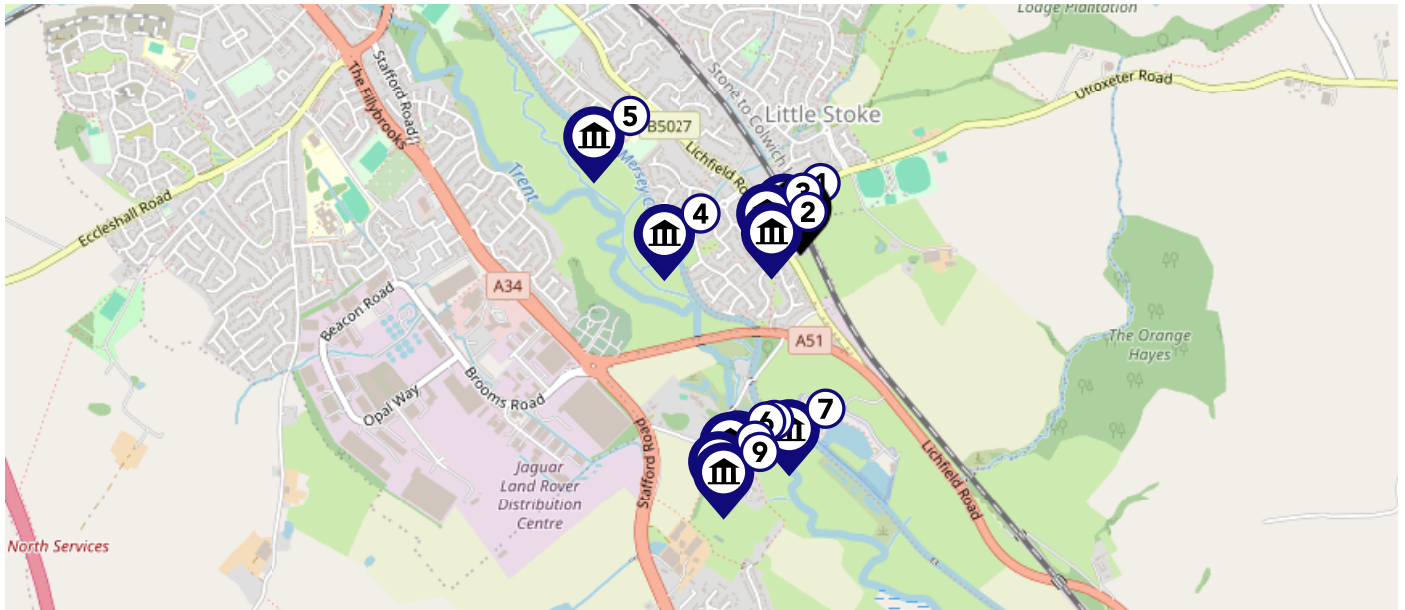 Lodge Plantation
Stafford Road
The Fillybrooks
Stone to Colwich
Uttoxeter Road
Little Stoke
5
B5027
Mersey
Trent
Lichfield
1
3
2
4
Eccleshall Road
A34
Beacon Road
A51
The Orange
Hayes
Brooms Road
Opal Way
7
6
9
Stafford Road
Lichfield Road
Jaguar
Land Rover
Distribution
Centre
North Services